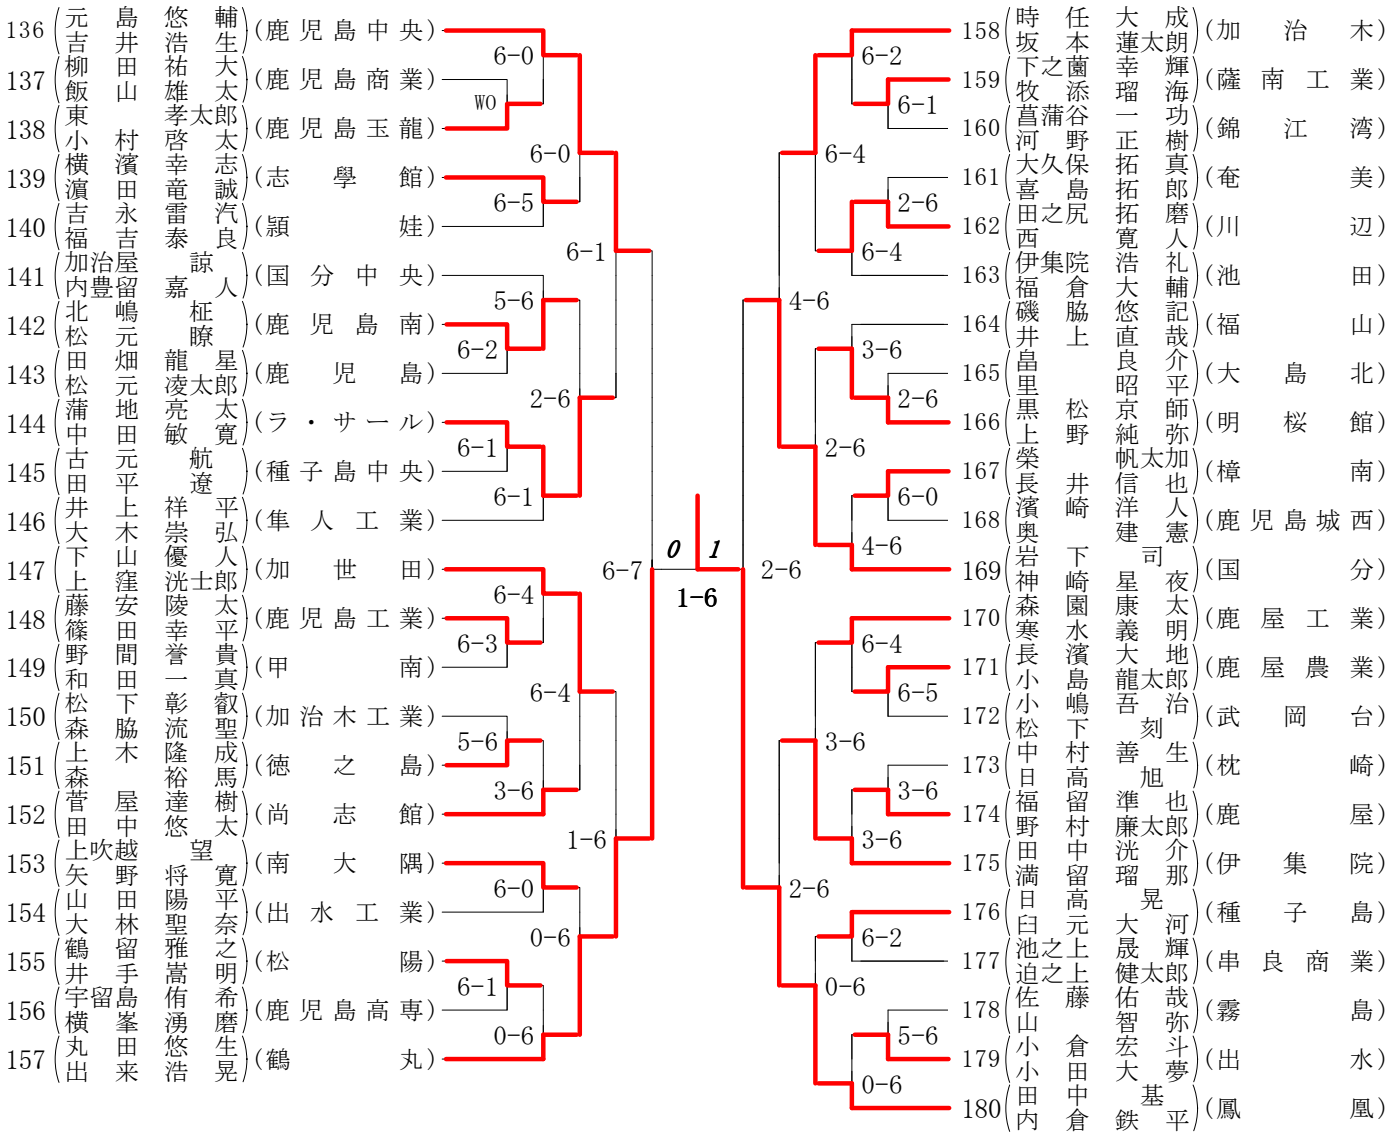 136 (元島悠輔 吉井浩生) (鹿児島中央)
137 (柳田祐大 飯山雄太) (鹿児島商業)
138 (東孝太郎 小村啓太) (鹿児島玉龍)
139 (横濱幸志 濵田竜誠) (志學館)
140 (吉永雷汽 福吉泰良) (頴娃)
141 (加治屋諒 内豊留嘉人) (国分中央)
142 (北嶋柾 松元瞭) (鹿児島南)
143 (田畑龍星 松元凌太郎) (鹿児島)
144 (蒲地亮太 中田敏寛) (ラ・サール)
145 (古元航 田平遼) (種子島中央)
146 (井上祥平 大木崇弘) (隼人工業)
147 (下山優人 上窪洸士郎) (加世田)
148 (藤安陵太 篠田幸平) (鹿児島工業)
149 (野間誉貴 和田一真) (甲南)
150 (松下彰叡 森脇流聖) (加治木工業)
151 (上木隆成 森裕馬) (徳之島)
152 (菅屋達樹 田中悠太) (尚志館)
153 (上吹越望 矢野将寛) (南大隅)
154 (山田陽平 大林聖奈) (出水工業)
155 (鶴留雅之 井手嵩明) (松陽)
156 (宇留島侑希 横峯湧磨) (鹿児島高専)
157 (丸田悠生 出来浩晃) (鶴丸)
6-0
WO
6-0
6-5
6-1
5-6
6-2
2-6
6-1
6-1
6-7
6-4
6-3
6-4
5-6
3-6
1-6
6-0
0-6
6-1
0-6
0 1
1-6
158 (時任大成 坂本蓮太朗) (加治木)
159 (下之薗幸輝 牧添瑠海) (薩南工業)
160 (菖蒲谷一功 河野正樹) (錦江湾)
161 (大久保拓真 喜島拓郎) (奄美)
162 (田之尻拓磨 西寛人) (川辺)
163 (伊集院浩礼 福倉大輔) (池田)
164 (磯脇悠記 井上直哉) (福山)
165 (畠良介 里昭平) (大島北)
166 (黒松京師 上野純弥) (明桜館)
167 (榮帆太加 長井信也) (樟南)
168 (濱崎洋人 奥建憲) (鹿児島城西)
169 (岩下司 神崎星夜) (国分)
170 (森園康太 寒水義明) (鹿屋工業)
171 (長濱大地 小島龍太郎) (鹿屋農業)
172 (小嶋吾治 松下刻) (武岡台)
173 (中村善生 日高旭) (枕崎)
174 (福留準也 野村廉太郎) (鹿屋)
175 (田中洸介 満留瑠那) (伊集院)
176 (日高晃 臼元大河) (種子島)
177 (池之上晟輝 迫之上健太郎) (串良商業)
178 (佐藤佑哉 山智弥) (霧島)
179 (小倉宏斗 小田大夢) (出水)
180 (田中基 内倉鉄平) (鳳凰)
6-2
6-1
6-4
2-6
6-4
4-6
3-6
2-6
2-6
6-0
4-6
2-6
6-4
6-5
3-6
3-6
3-6
2-6
6-2
0-6
5-6
0-6